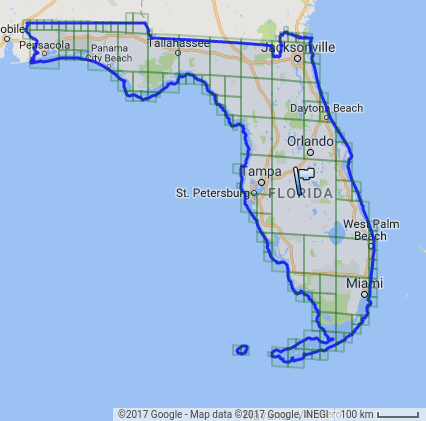 obile
Pensacola
Panama
City Beach
Tallahassee
Jacksonville
Daytona Beach
Orlando
Tampa
St. Petersburg
FLORIDA
West Palm
Beach
Miami
©2017 Google - Map data ©2017 Google, INEGI
100 km